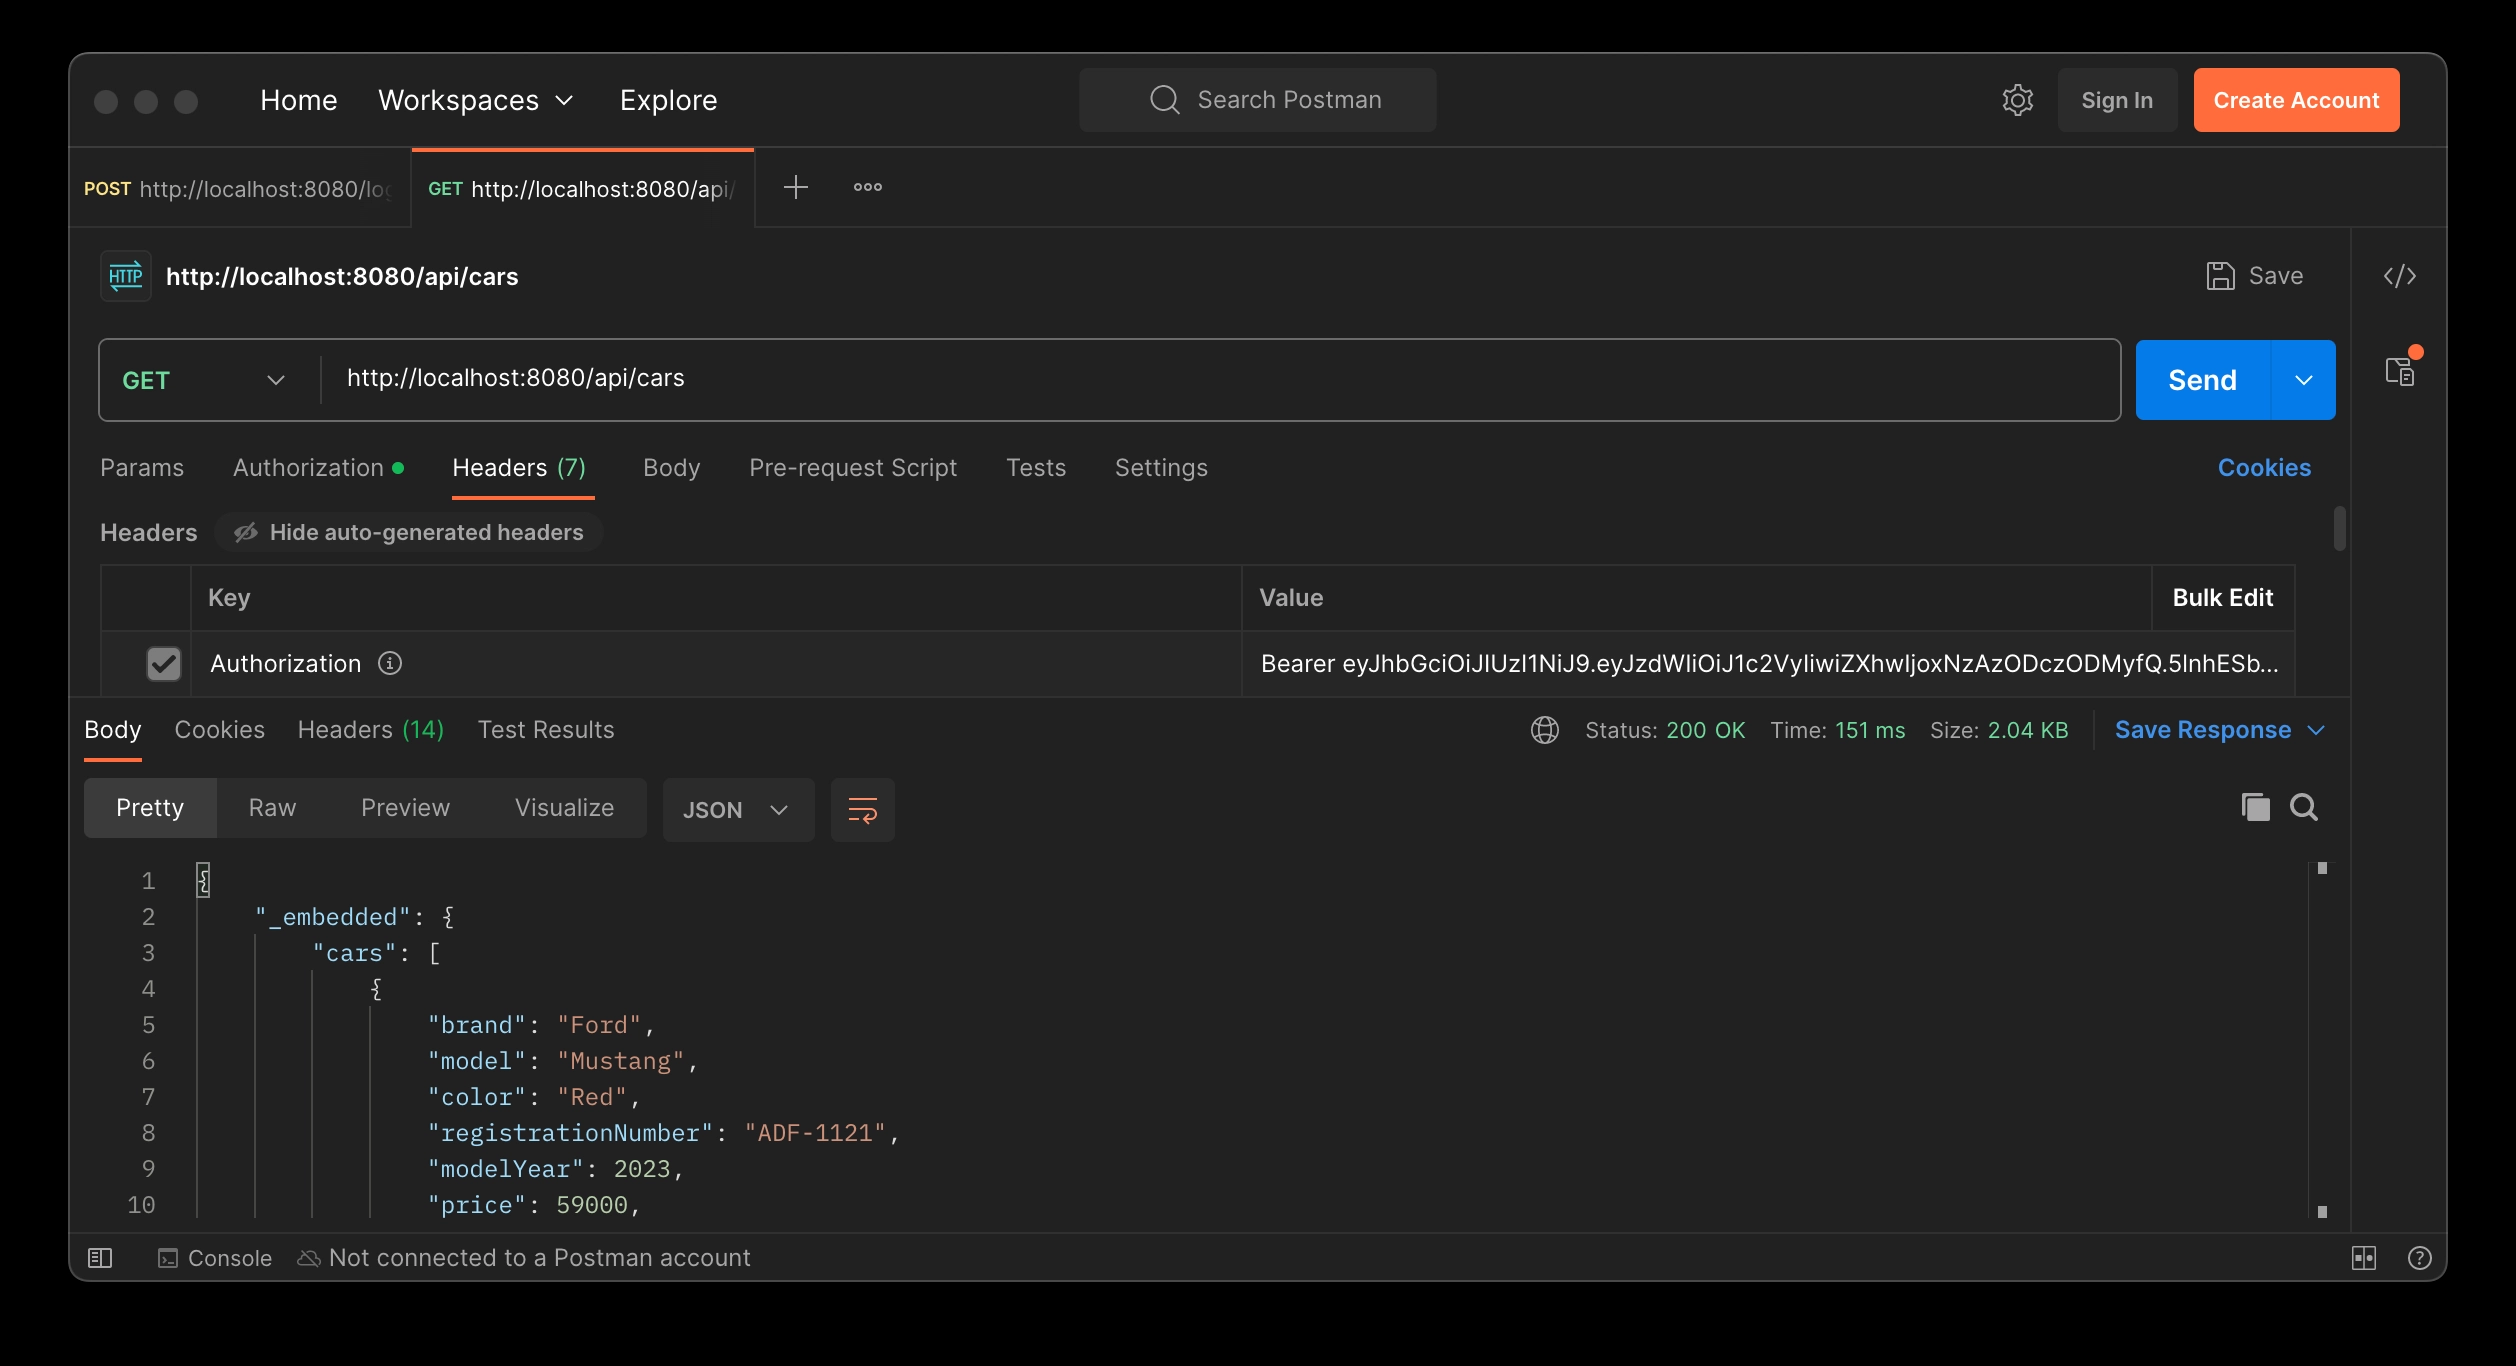 Home Workspaces Explore Search Postman Sign In Create Account
POST http://localhost:8080/log GET http://localhost:8080/api/
HTTP http://localhost:8080/api/cars Save </>
GET http://localhost:8080/api/cars Send
Params Authorization Headers (7) Body Pre-request Script Tests Settings Cookies
Headers Hide auto-generated headers
Key Value Bulk Edit
Authorization Bearer eyJhbGciOiJIUzI1NiJ9.eyJzdWIiOiJ1c2VyIiwiZXhwIjoxNzAzODczODMyfQ.5lnhESb...
Body Cookies Headers (14) Test Results Status: 200 OK Time: 151 ms Size: 2.04 KB Save Response
Pretty Raw Preview Visualize JSON
1 {
2 "_embedded": {
3 "cars": [
4 {
5 "brand": "Ford",
6 "model": "Mustang",
7 "color": "Red",
8 "registrationNumber": "ADF-1121",
9 "modelYear": 2023,
10 "price": 59000,
Console Not connected to a Postman account